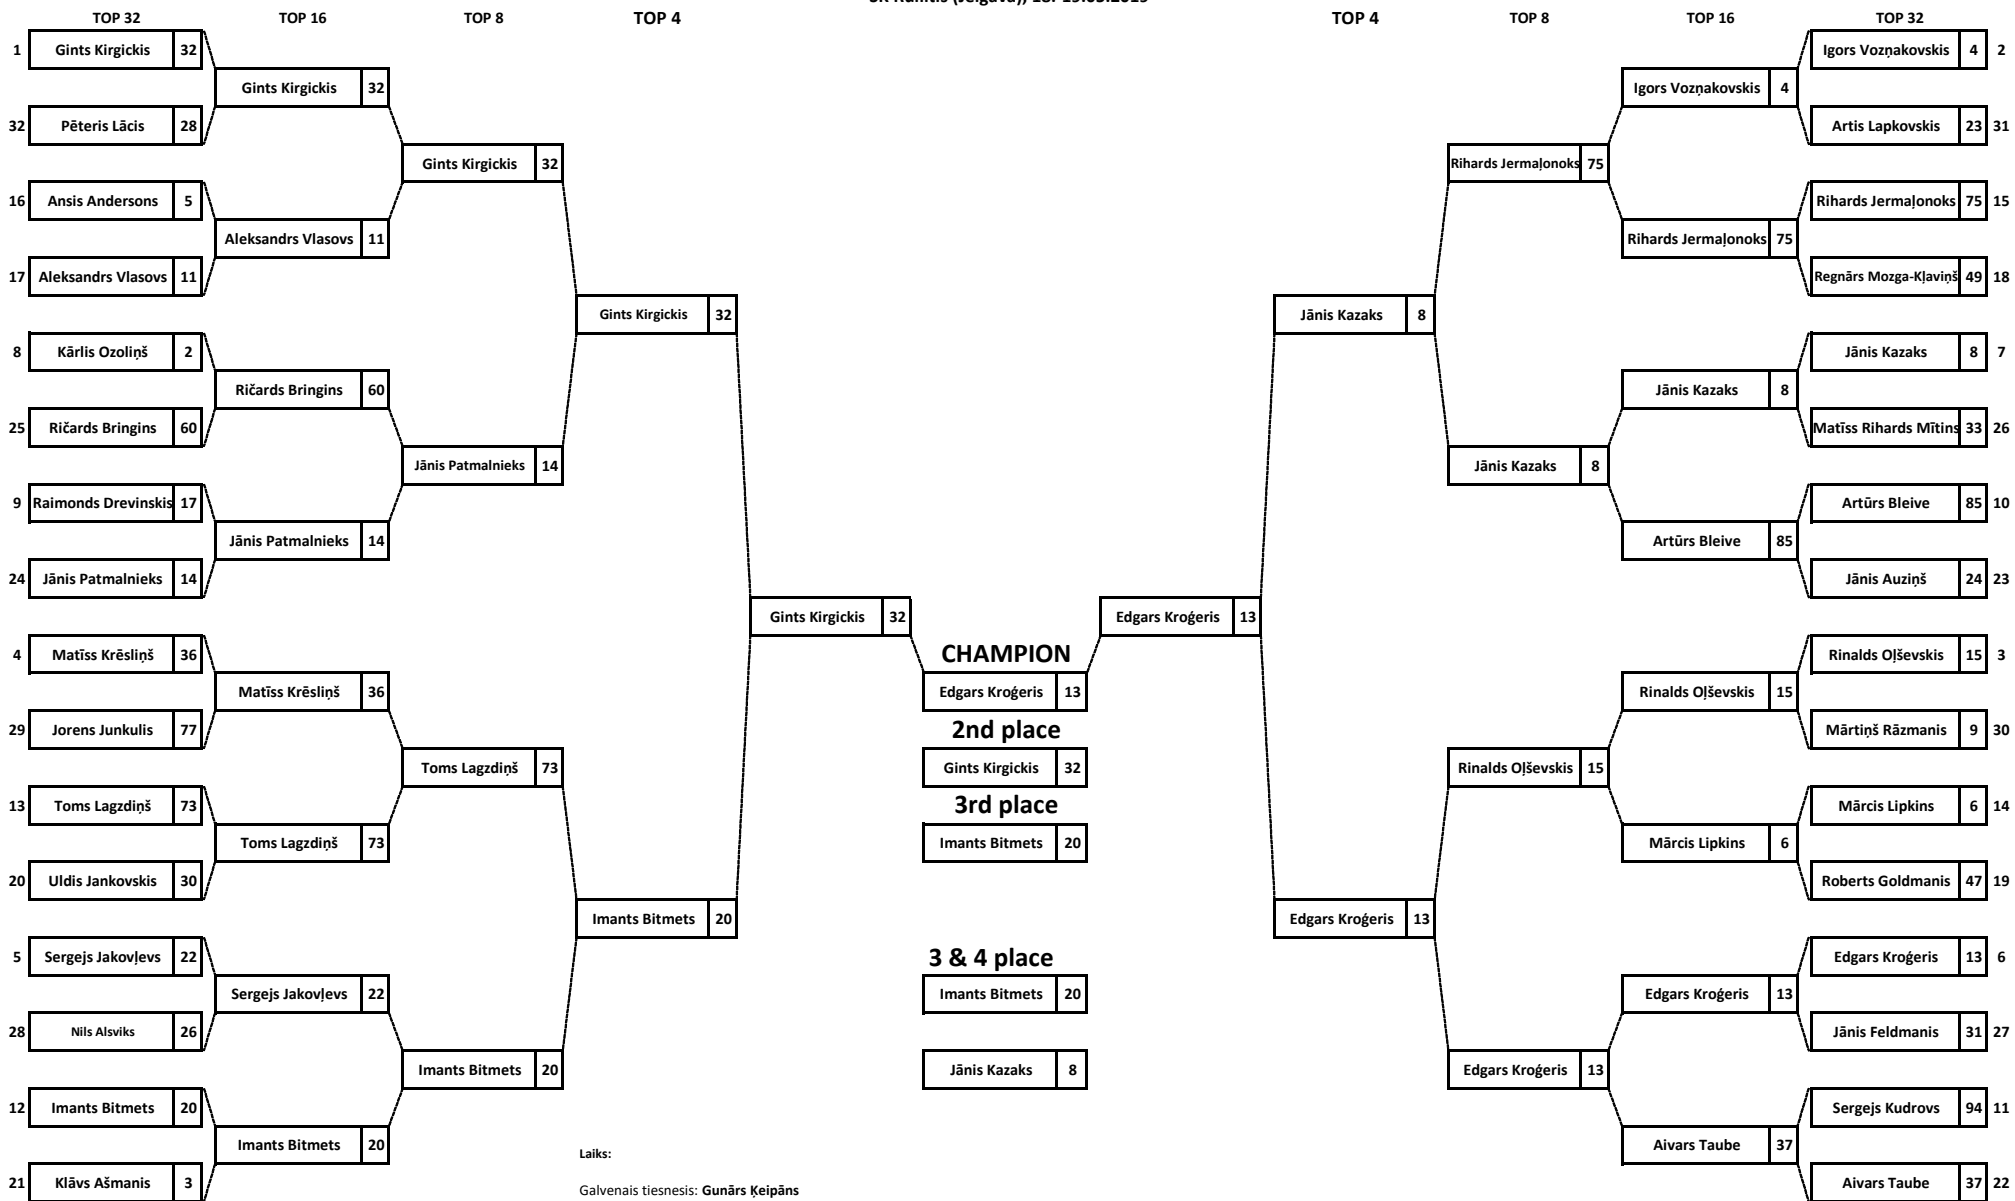 TOP 32 TOP 16 TOP 8 TOP 4 TOP 4 TOP 8 TOP 16 TOP 32
1 Gints Kirgickis 32 Igors Vozņakovskis 4 2
Gints Kirgickis 32 Igors Vozņakovskis 4
32 Pēteris Lācis 28 Artis Lapkovskis 23 31
Gints Kirgickis 32 Rihards Jermaļonoks 75
16 Ansis Andersons 5 Rihards Jermaļonoks 75 15
Aleksandrs Vlasovs 11 Rihards Jermaļonoks 75
17 Aleksandrs Vlasovs 11 Regnārs Mozga-Kļaviņš 49 18
Gints Kirgickis 32 Jānis Kazaks 8
8 Kārlis Ozoliņš 2 Jānis Kazaks 8 7
Ričards Bringins 60 Jānis Kazaks 8
25 Ričards Bringins 60 Matīss Rihards Mītins 33 26
Jānis Patmalnieks 14 Jānis Kazaks 8
9 Raimonds Drevinskis 17 Artūrs Bleive 85 10
Jānis Patmalnieks 14 Artūrs Bleive 85
24 Jānis Patmalnieks 14 Jānis Auziņš 24 23
Gints Kirgickis 32 Edgars Kroģeris 13
4 Matīss Krēsliņš 36 CHAMPION Rinalds Oļševskis 15 3
Matīss Krēsliņš 36 Edgars Kroģeris 13 Rinalds Oļševskis 15
29 Jorens Junkulis 77 2nd place Mārtiņš Rāzmanis 9 30
Toms Lagzdiņš 73 Gints Kirgickis 32 Rinalds Oļševskis 15
13 Toms Lagzdiņš 73 3rd place Mārcis Lipkins 6 14
Toms Lagzdiņš 73 Imants Bitmets 20 Mārcis Lipkins 6
20 Uldis Jankovskis 30 Roberts Goldmanis 47 19
Imants Bitmets 20 Edgars Kroģeris 13
5 Sergejs Jakovļevs 22 3 & 4 place Edgars Kroģeris 13 6
Sergejs Jakovļevs 22 Imants Bitmets 20 Edgars Kroģeris 13
28 Nils Alsviks 26 Jānis Feldmanis 31 27
Imants Bitmets 20 Jānis Kazaks 8 Edgars Kroģeris 13
12 Imants Bitmets 20 Sergejs Kudrovs 94 11
Imants Bitmets 20 Aivars Taube 37
Laiks:
21 Klāvs Ašmanis 3 Aivars Taube 37 22
Galvenais tiesnesis: Gunārs Ķeipāns